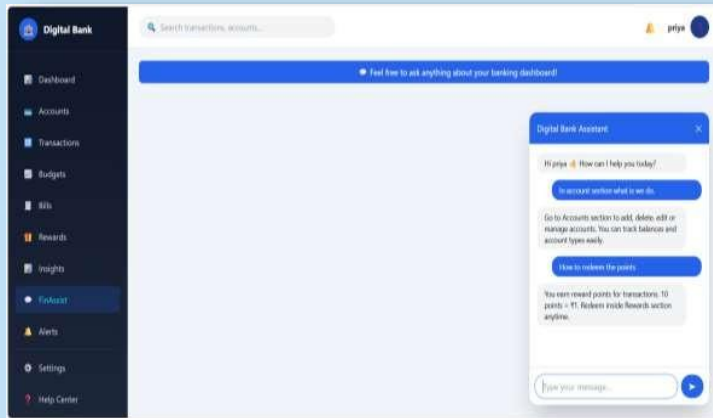 Digital Bank
Search transactions, accounts...
priya
Feel free to ask anything about your banking dashboard!
Dashboard
Accounts
Transactions
Budgets
Bills
Rewards
Insights
FinAssist
Alerts
Settings
Help Center
Digital Bank Assistant
Hi priya 👋 How can I help you today?
In account section what is we do.
Go to Accounts section to add, delete, edit or
manage accounts. You can track balances and
account types easily.
How to redeem the points
You earn reward points for transactions. 10
points = ₹1. Redeem inside Rewards section
anytime.
Type your message...